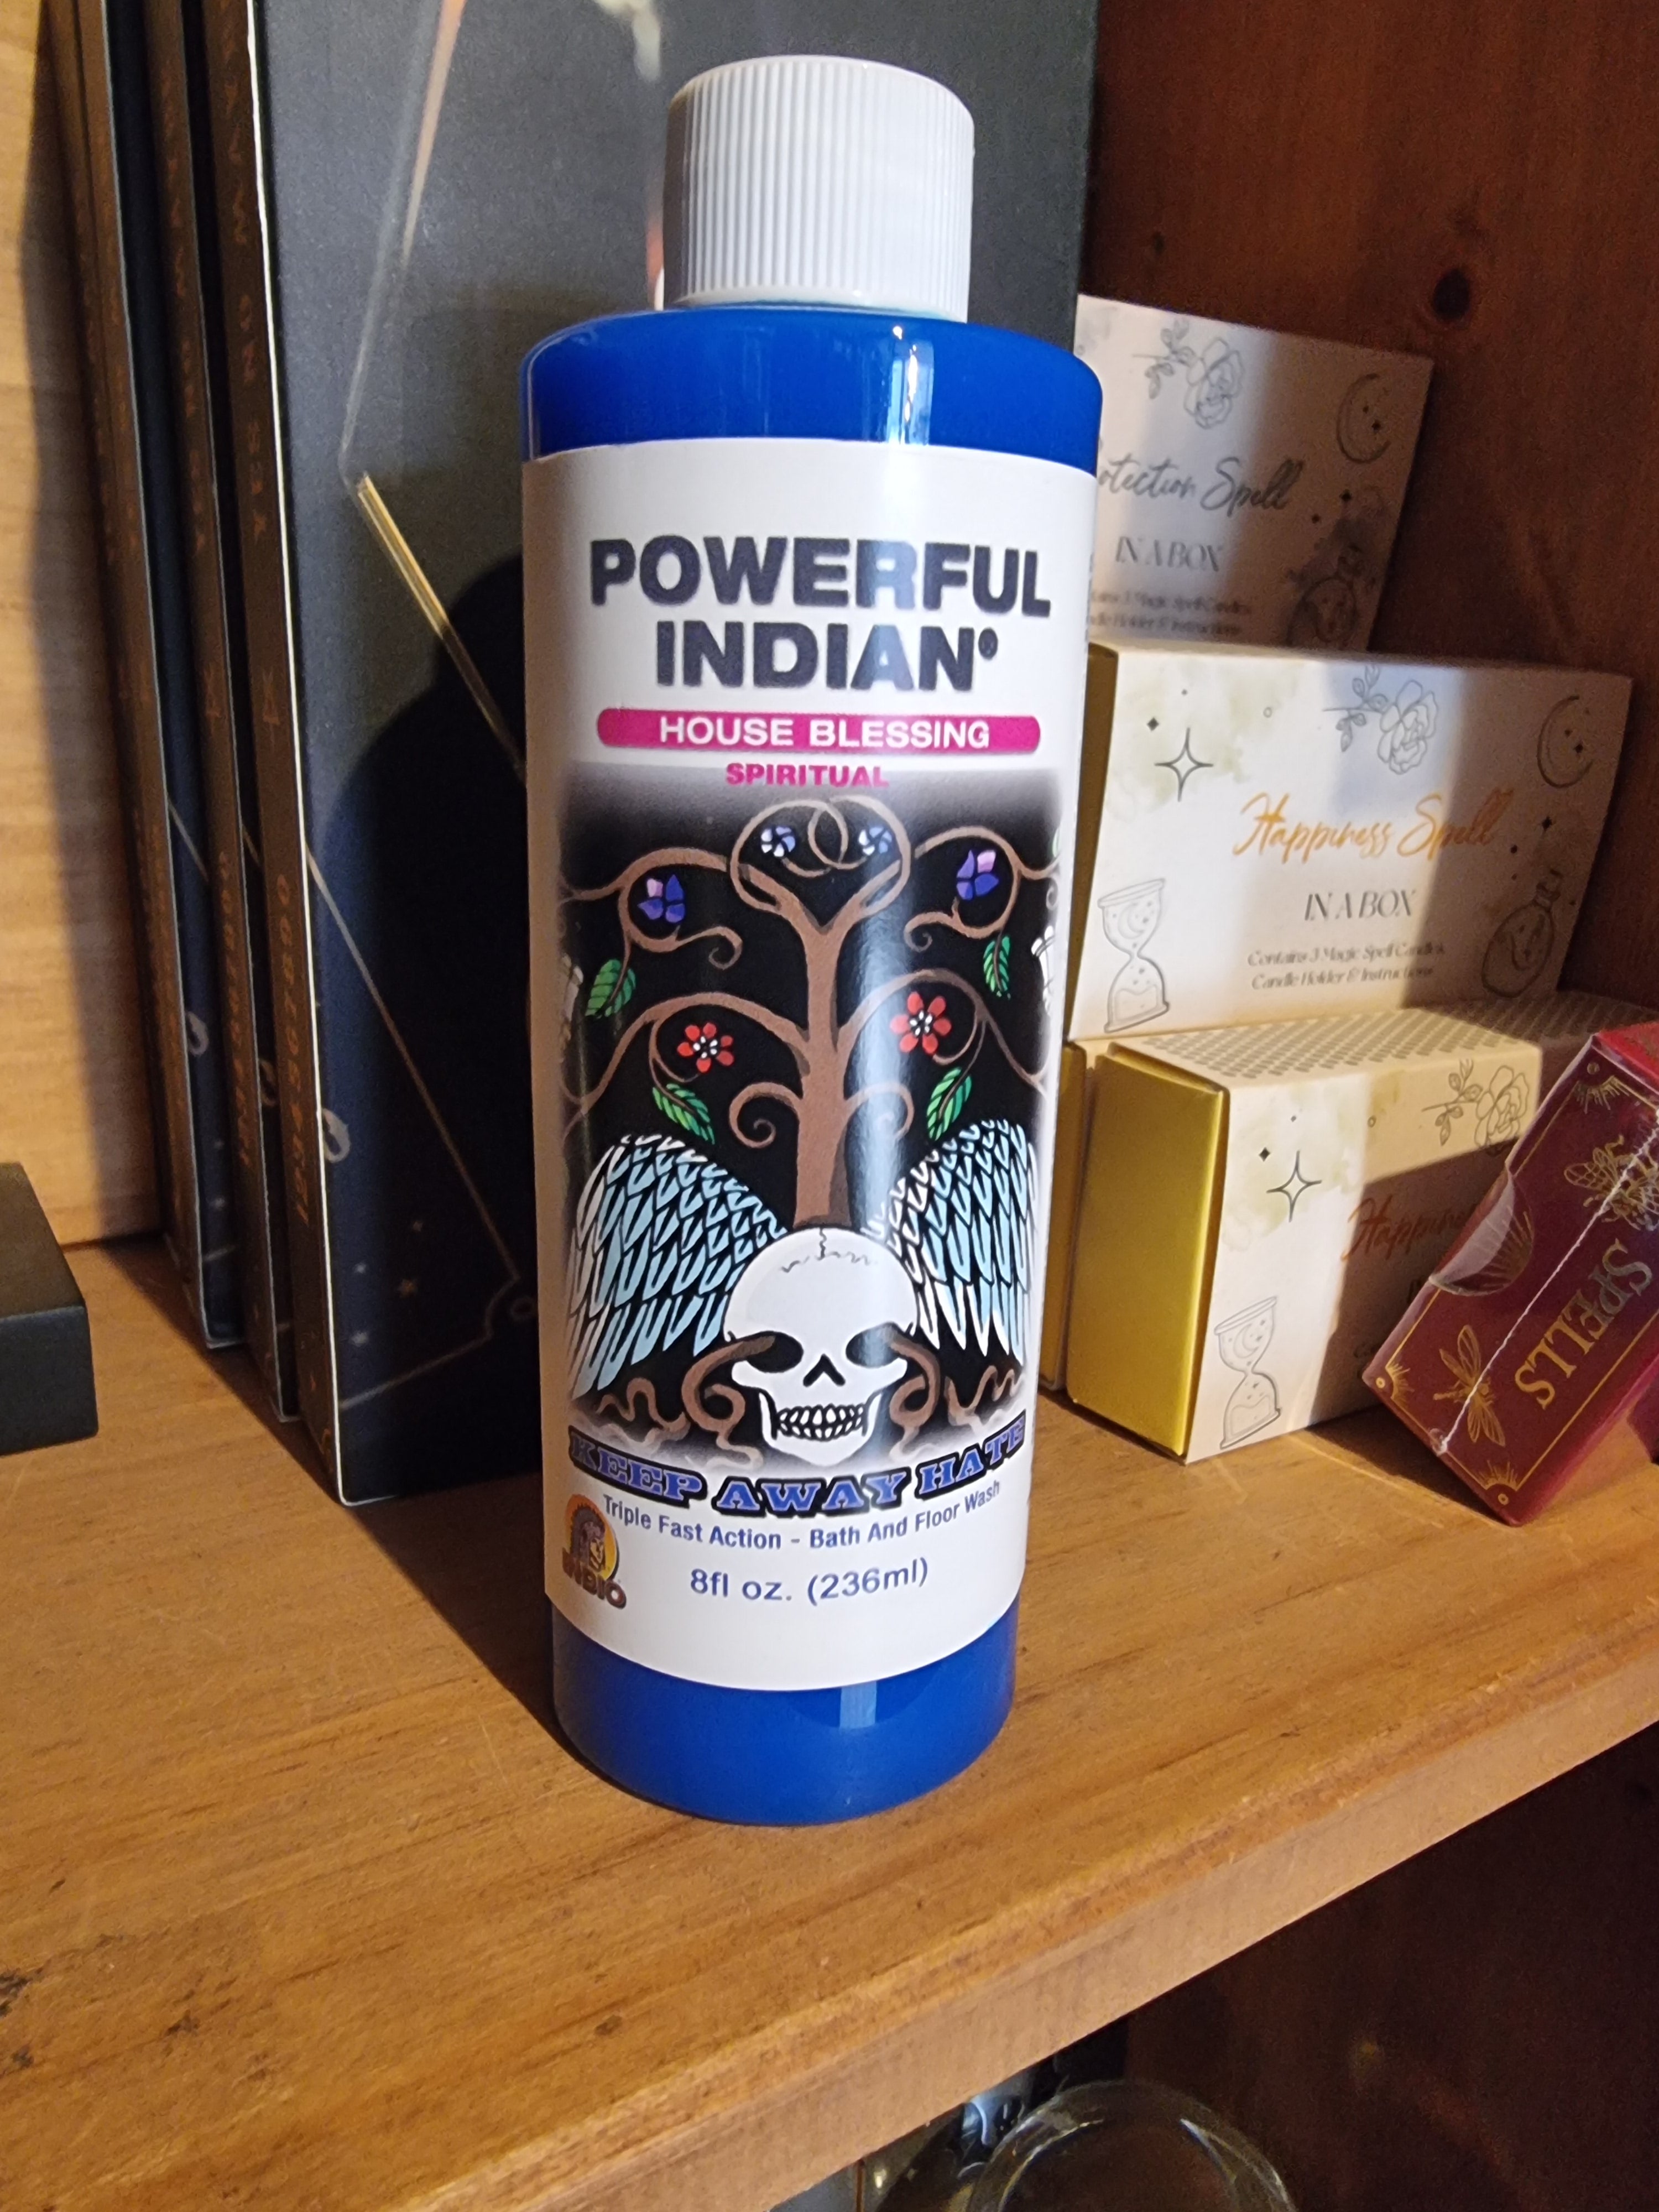 POWERFUL
INDIAN®
HOUSE BLESSING
SPIRITUAL
KEEP AWAY HATE
Triple Fast Action - Bath And Floor Wash
INDIO
8fl oz. (236ml)
Spell
IN A BOX
Happiness Spell
IN A BOX
Contains 3 Magic Spell Candles,
Candle Holder & Instructions
SPELLS